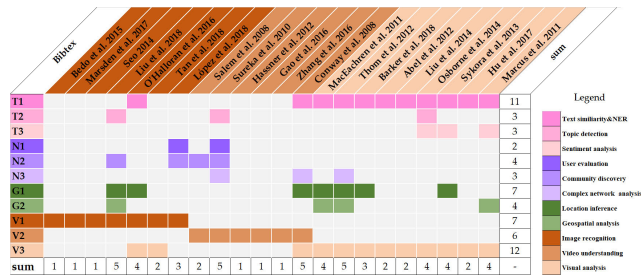 Bibtex
Bedo et al. 2015
Marsden et al. 2017
Seo 2014
Liu et al. 2018
O'Halloran et al. 2016
Tan et al. 2018
López et al. 2018
Salem et al. 2008
Sureka et al. 2010
Hasner et al. 2012
Gao et al. 2016
Zhang et al. 2016
Conway et al. 2008
MacEachren et al. 2011
Thom et al. 2012
Barker et al. 2018
Abel et al. 2012
Liu et al. 2014
Osborne et al. 2014
Sykora et al. 2013
Hu et al. 2017
Marcus et al. 2011
sum
T1 11
T2 3
T3 3
N1 2
N2 4
N3 3
G1 7
G2 4
V1 7
V2 6
V3 12
sum 1 1 1 5 4 2 3 2 5 1 1 1 5 4 5 3 2 2 4 4 2 4 -
Legend
Text similiarity&NER
Topic detection
Sentiment analysis
User evaluation
Community discovery
Complex network analysis
Location inference
Geospatial analysis
Image recognition
Video understanding
Visual analysis